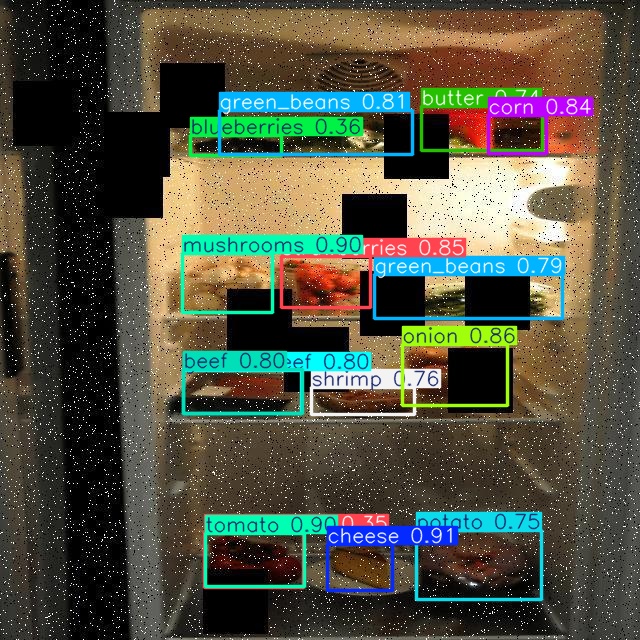 butter 0.74
green_beans 0.81
corn 0.84
blueberries 0.36
mushrooms 0.90
rries 0.85
green_beans 0.79
onion 0.86
beef 0.80
ef 0.80
shrimp 0.76
tomato 0.90
0.35
potato 0.75
cheese 0.91